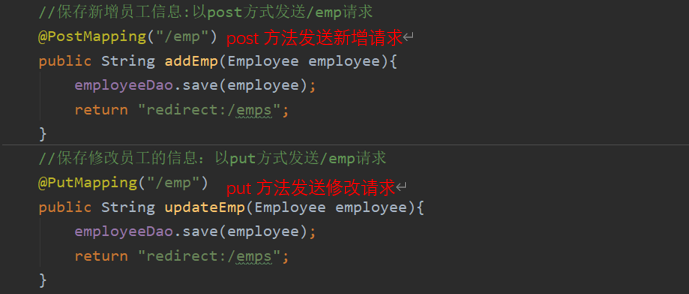 //保存新增员工信息:以post方式发送/emp请求
@PostMapping("/emp") post 方法发送新增请求↵
public String addEmp(Employee employee){
employeeDao.save(employee);
return "redirect:/emps";
}
//保存修改员工的信息：以put方式发送/emp请求
@PutMapping("/emp") put 方法发送修改请求↵
public String updateEmp(Employee employee){
employeeDao.save(employee);
return "redirect:/emps";
}